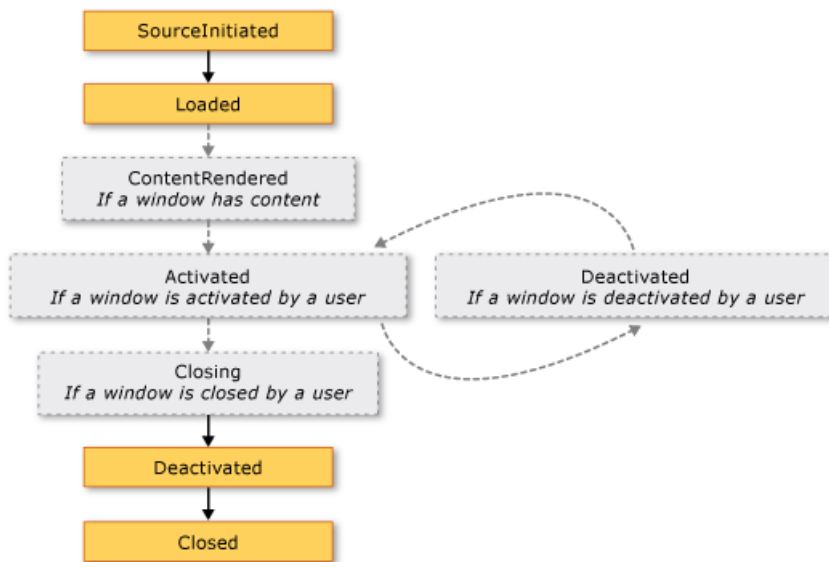 SourceInitiated
Loaded
ContentRendered
If a window has content
Activated
If a window is activated by a user
Deactivated
If a window is deactivated by a user
Closing
If a window is closed by a user
Deactivated
Closed